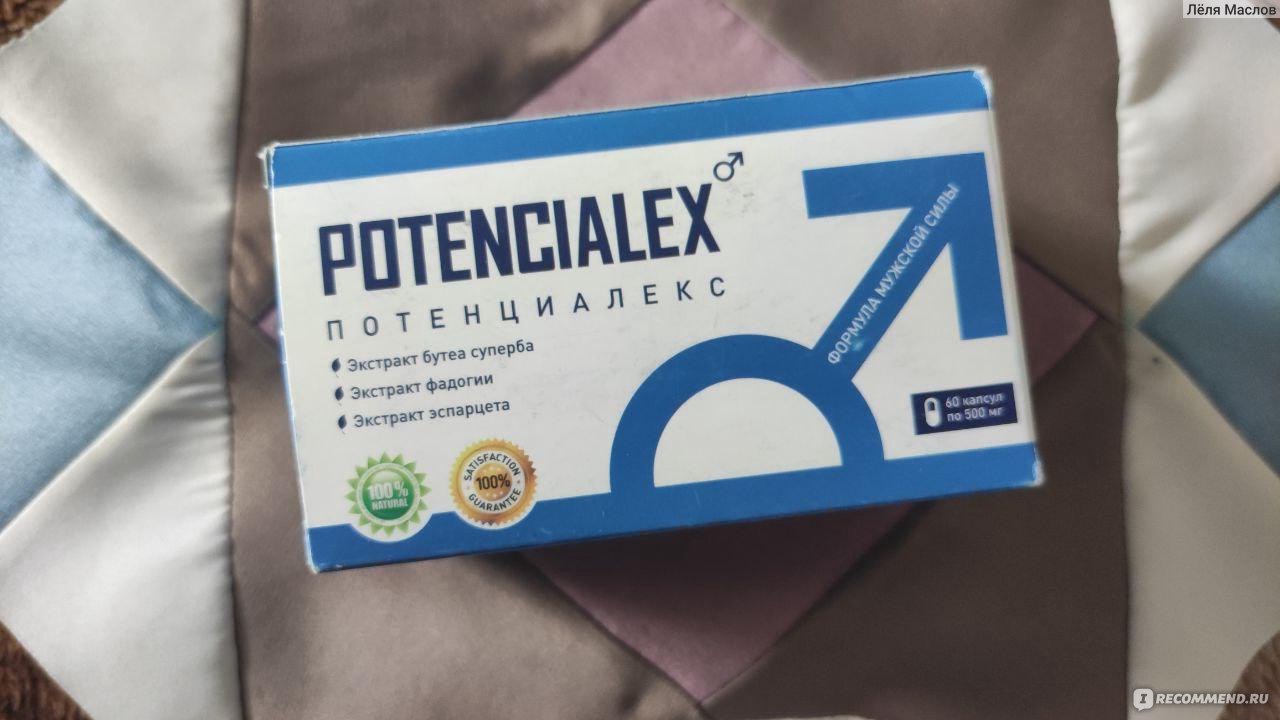 Лёля Маслов
POTENCIALEX
ПОТЕНЦИАЛЕКС
Экстракт бутеа суперба
Экстракт фадогии
Экстракт эспарцета
100%
NATURAL
SATISFACTION
100%
GUARANTEE
ФОРМУЛА МУЖСКОЙ СИЛЫ
60 капсул
по 500 мг
IRECOMMEND.RU